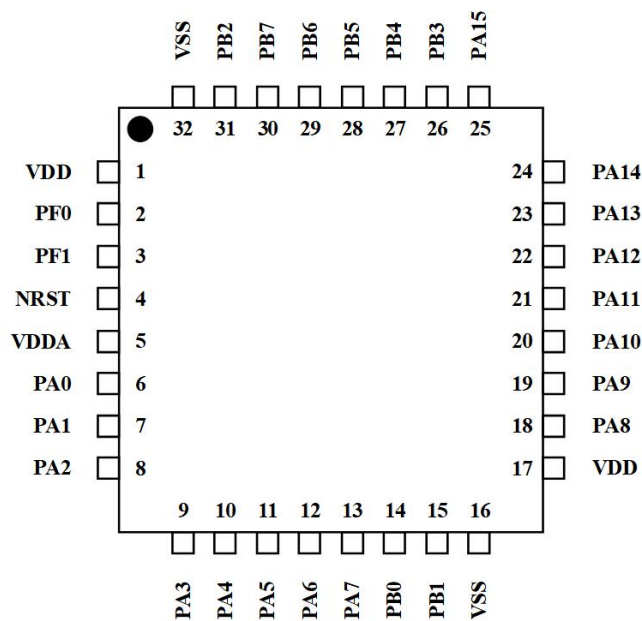 VSS PB2 PB7 PB6 PB5 PB4 PB3 PA15
32 31 30 29 28 27 26 25
VDD 1 24 PA14
PF0 2 23 PA13
PF1 3 22 PA12
NRST 4 21 PA11
VDDA 5 20 PA10
PA0 6 19 PA9
PA1 7 18 PA8
PA2 8 17 VDD
9 10 11 12 13 14 15 16
PA3 PA4 PA5 PA6 PA7 PB0 PB1 VSS